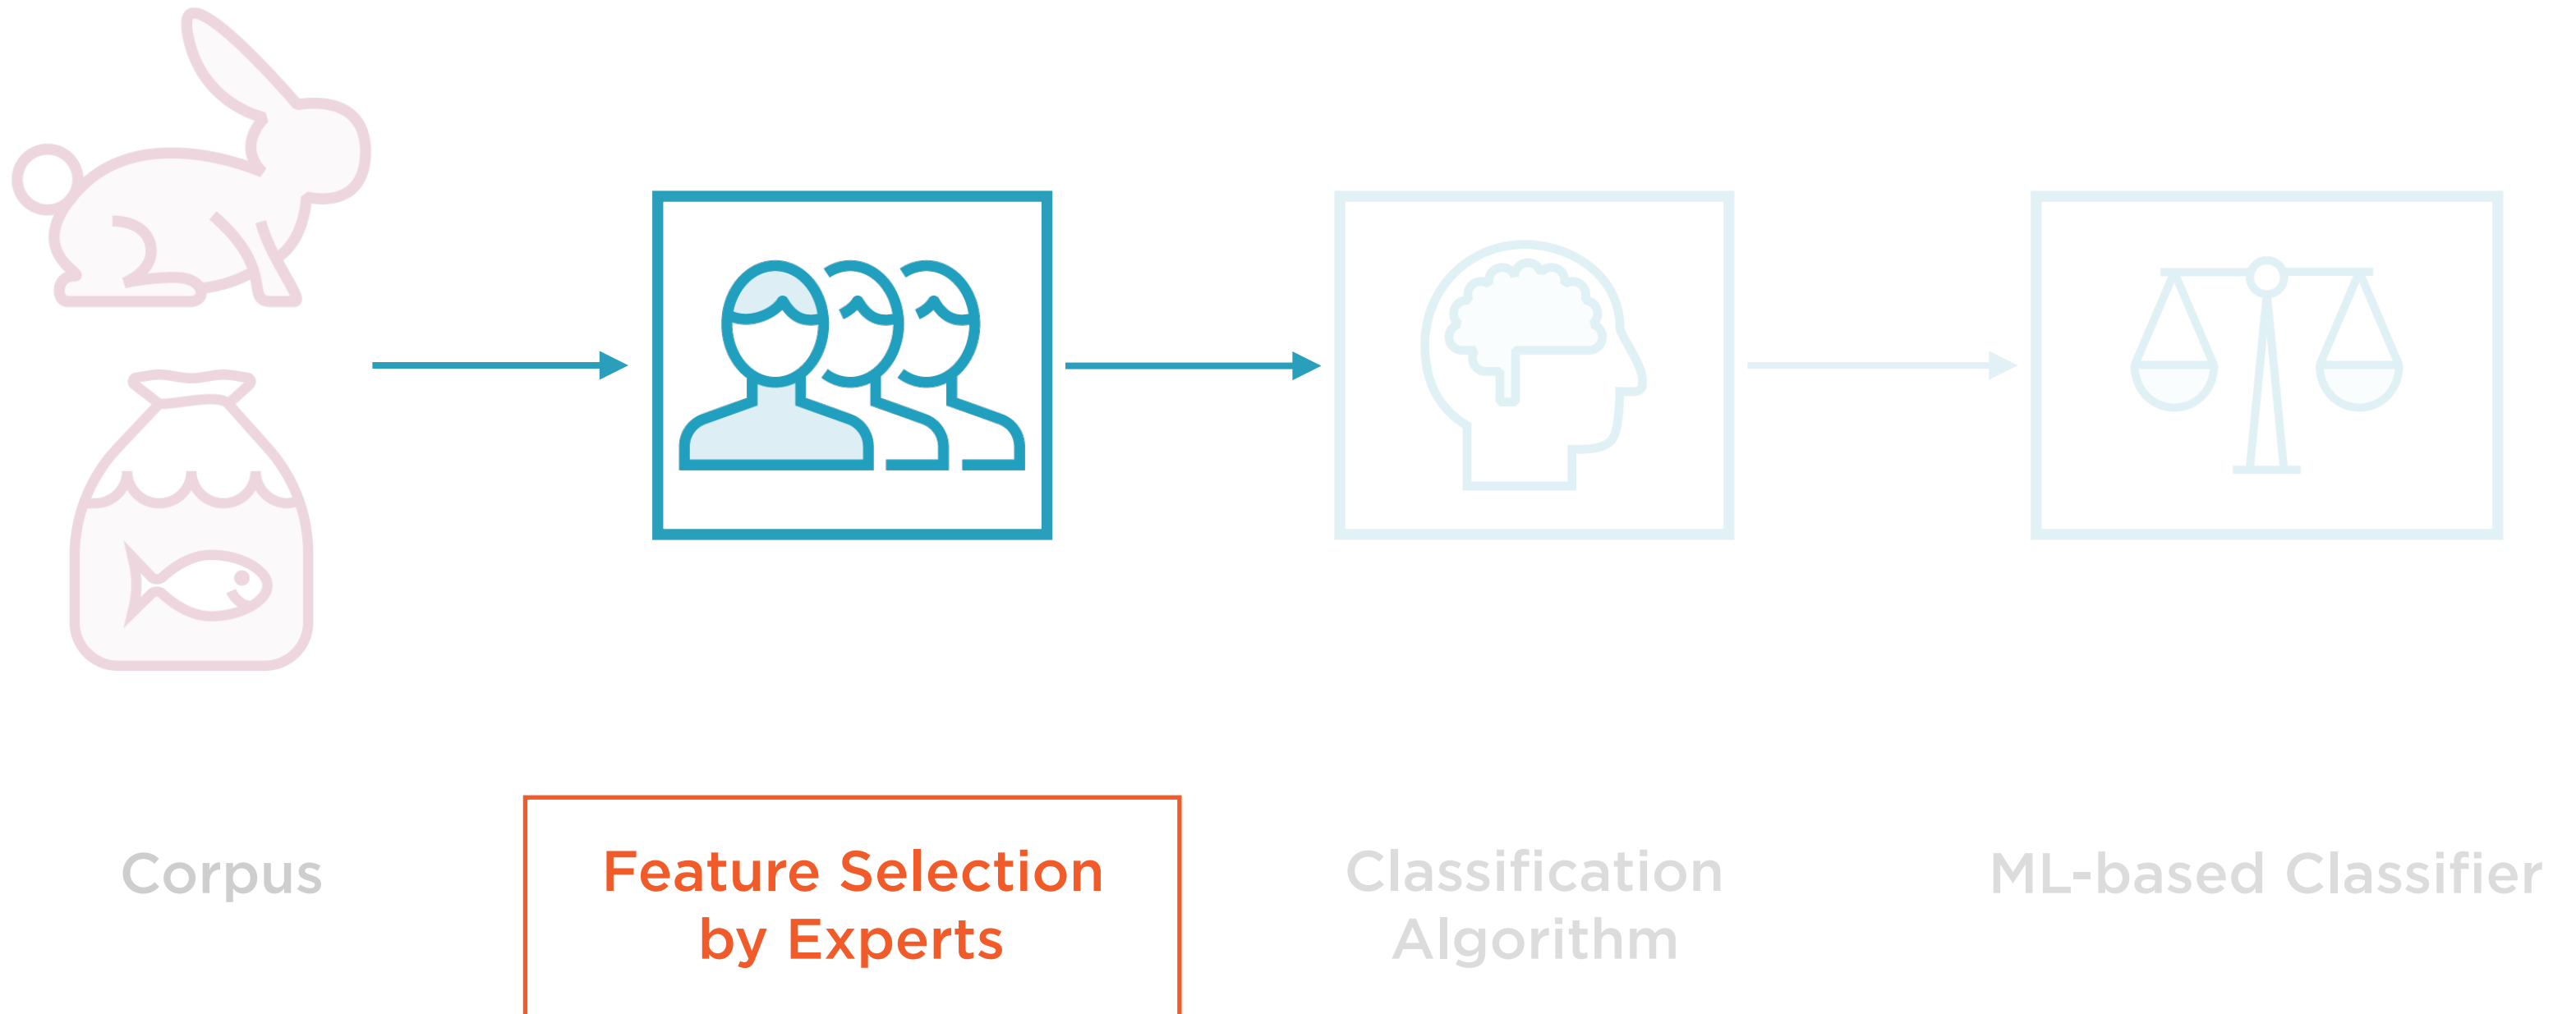 Corpus
Feature Selection
by Experts
Classification
Algorithm
ML-based Classifier